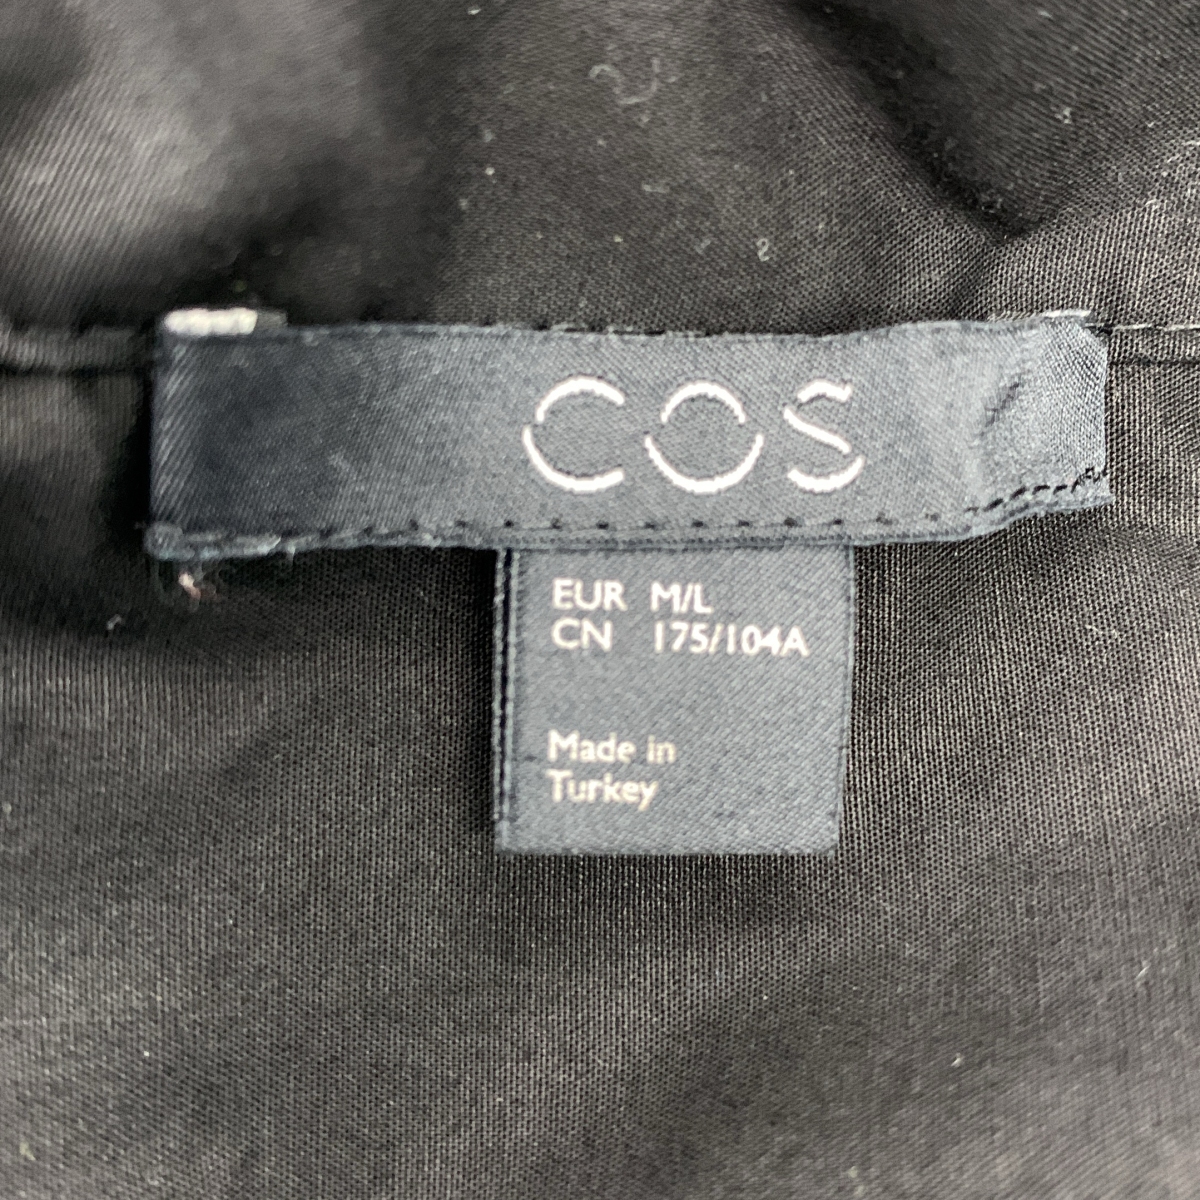 COS
EUR M/L
CN 175/104A
Made in
Turkey